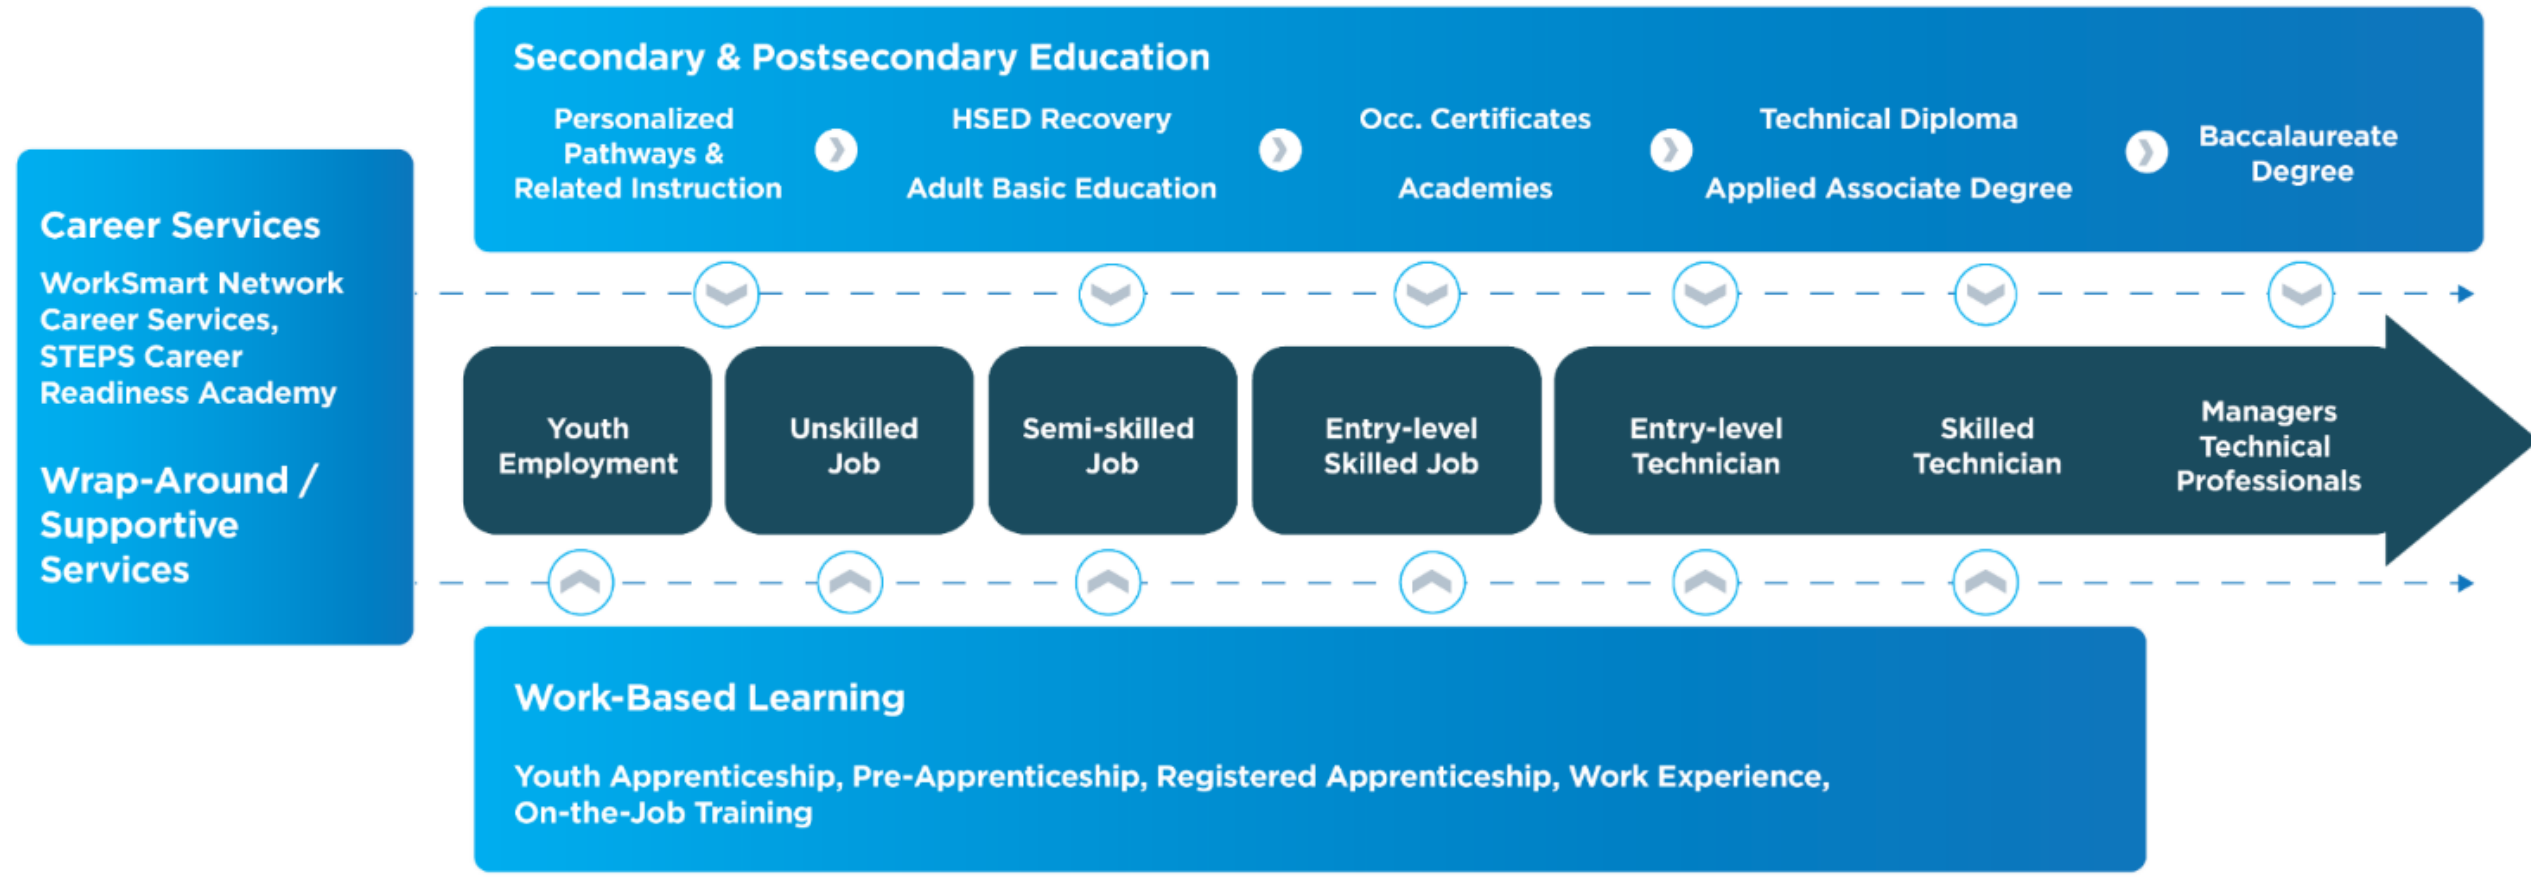 Career Services
WorkSmart Network
Career Services,
STEPS Career
Readiness Academy
Wrap-Around /
Supportive
Services
Secondary & Postsecondary Education
Personalized
Pathways &
Related Instruction
HSED Recovery
Adult Basic Education
Occ. Certificates
Academies
Technical Diploma
Applied Associate Degree
Baccalaureate
Degree
Youth
Employment
Unskilled
Job
Semi-skilled
Job
Entry-level
Skilled Job
Entry-level
Technician
Skilled
Technician
Managers
Technical
Professionals
Work-Based Learning
Youth Apprenticeship, Pre-Apprenticeship, Registered Apprenticeship, Work Experience,
On-the-Job Training